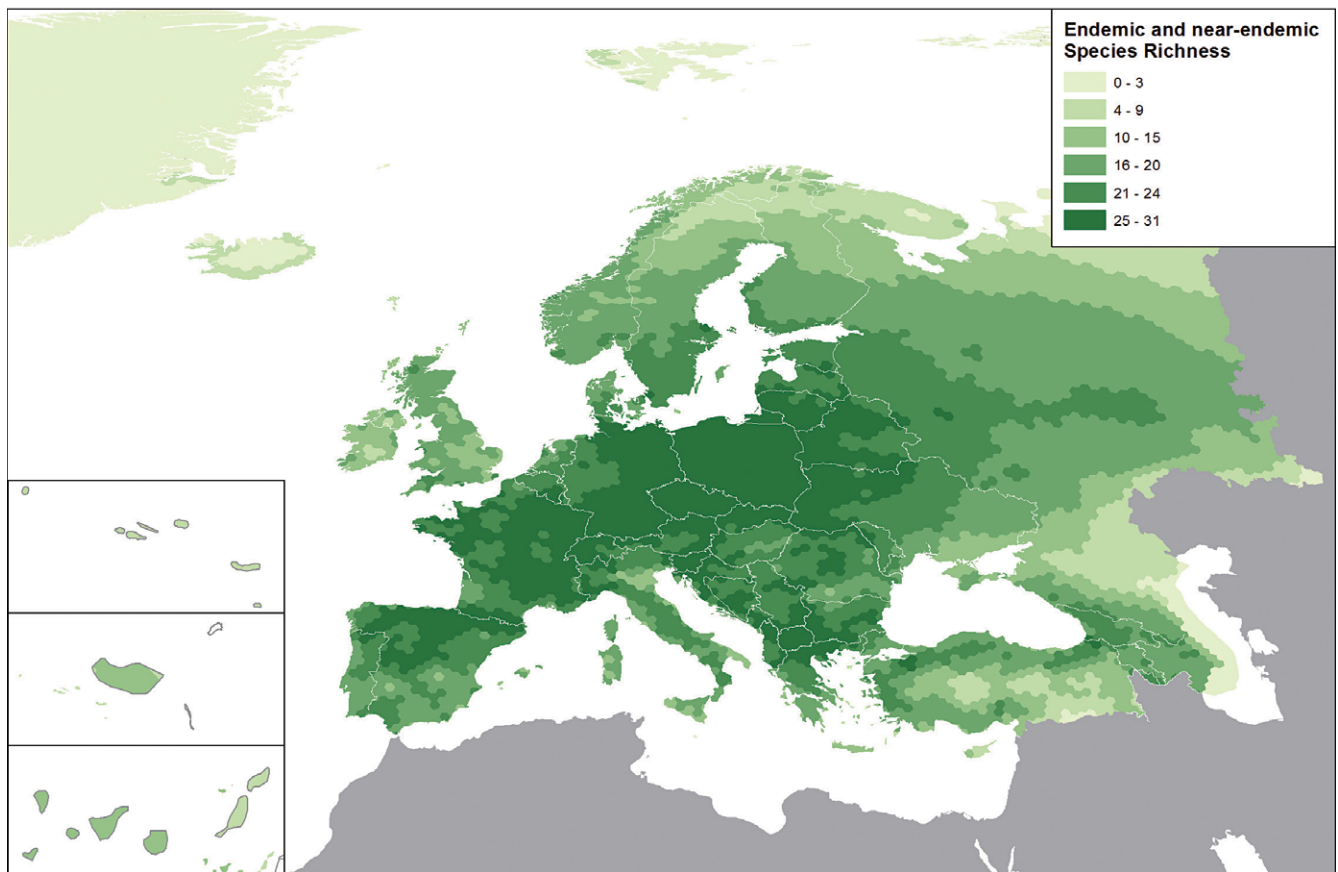 Endemic and near-endemic
Species Richness
0 - 3
4 - 9
10 - 15
16 - 20
21 - 24
25 - 31